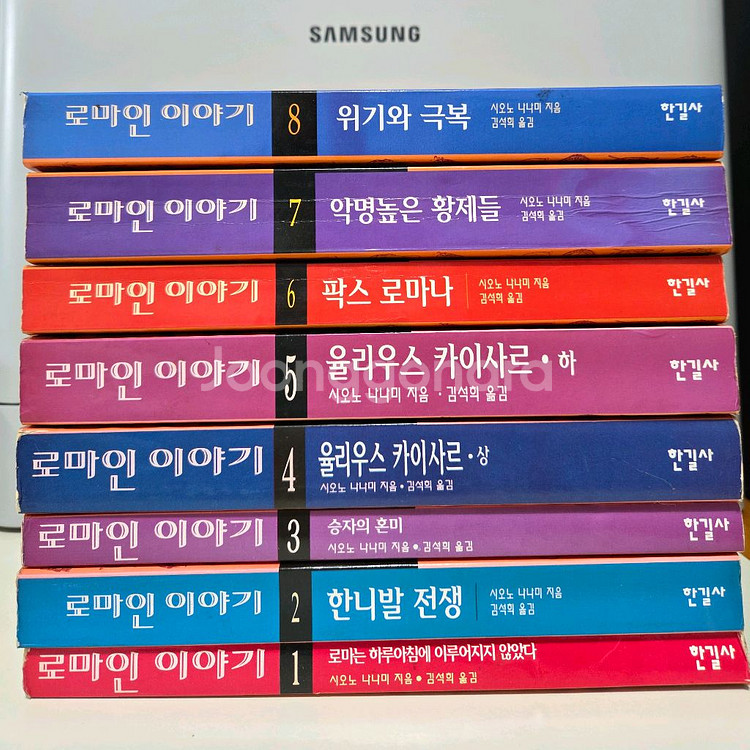 SAMSUNG
로마인 이야기 8 위기와 극복 시오노 나나미 지음 김석희 옮김 한길사
로마인 이야기 7 악명높은 황제들 시오노 나나미 지음 김석희 옮김 한길사
로마인 이야기 6 팍스 로마나 시오노 나나미 지음 김석희 옮김 한길사
로마인 이야기 5 율리우스 카이사르·하 한길사
시오노 나나미 지음·김석희 옮김
Joonggonara
로마인 이야기 4 율리우스 카이사르·상 한길사
시오노 나나미 지음•김석희 옮김
로마인 이야기 3 승자의 혼미 한길사
시오노 나나미 지음•김석희 옮김
로마인 이야기 2 한니발 전쟁 시오노 나나미 지음 김석희 옮김 한길사
로마인 이야기 1 로마는 하루아침에 이루어지지 않았다 한길사
시오노 나나미 지음•김석희 옮김